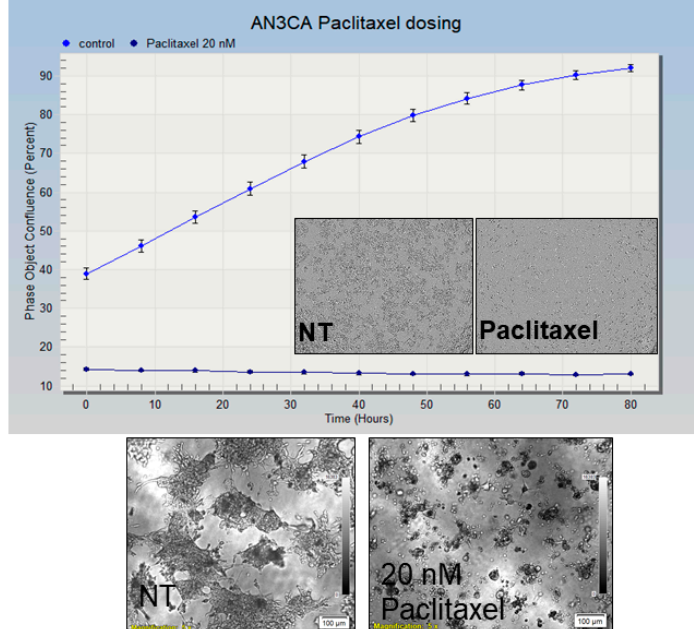 AN3CA Paclitaxel dosing
control Paclitaxel 20 nM
Phase Object Confluence (Percent)
90
80
70
60
50
40
30
20
10
NT
Paclitaxel
0 10 20 30 40 50 60 70 80
Time (Hours)
NT
100 µm
20 nM
Paclitaxel
Magnification: 5 x
100 µm